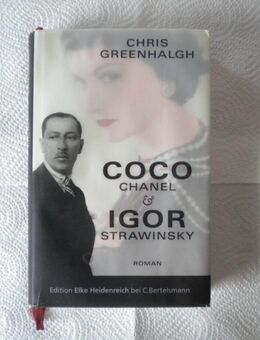 CHRIS
GREENHALGH
COCO
CHANEL
&
IGOR
STRAWINSKY
ROMAN
Edition Elke Heidenreich bei C.Bertelsmann